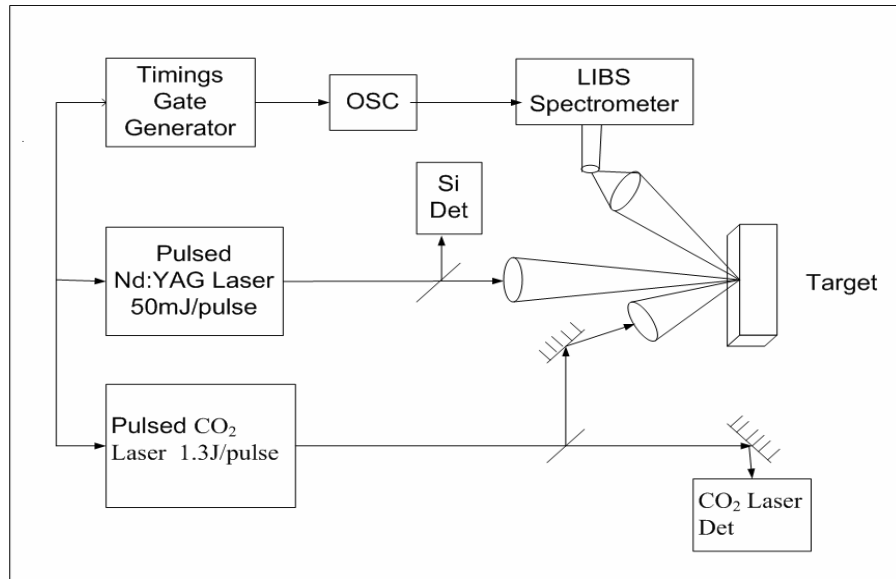 Timings
Gate
Generator
OSC
LIBS
Spectrometer
Si
Det
Pulsed
Nd:YAG Laser
50mJ/pulse
Target
Pulsed CO₂
Laser 1.3J/pulse
CO₂ Laser
Det